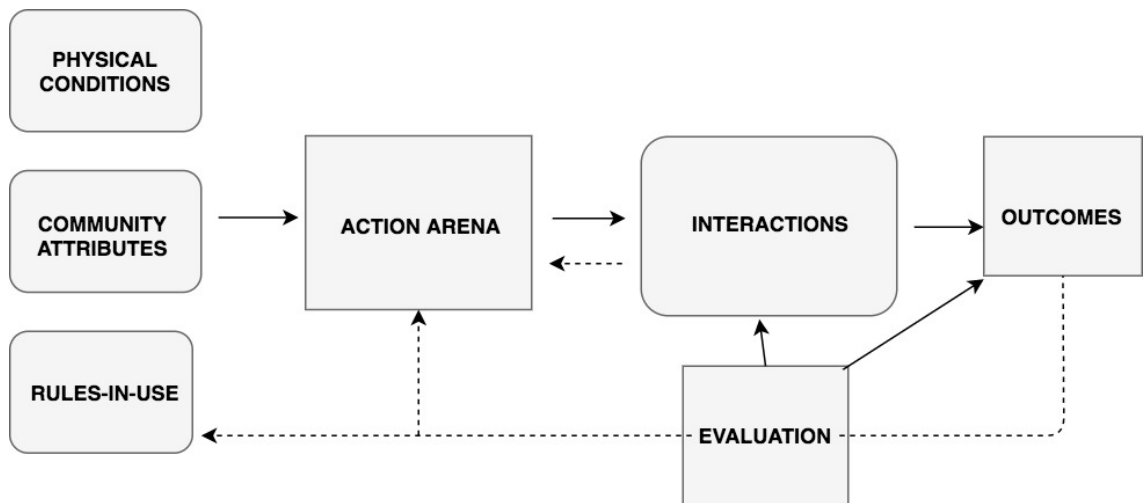 PHYSICAL
CONDITIONS
COMMUNITY
ATTRIBUTES
RULES-IN-USE
ACTION ARENA
INTERACTIONS
OUTCOMES
EVALUATION